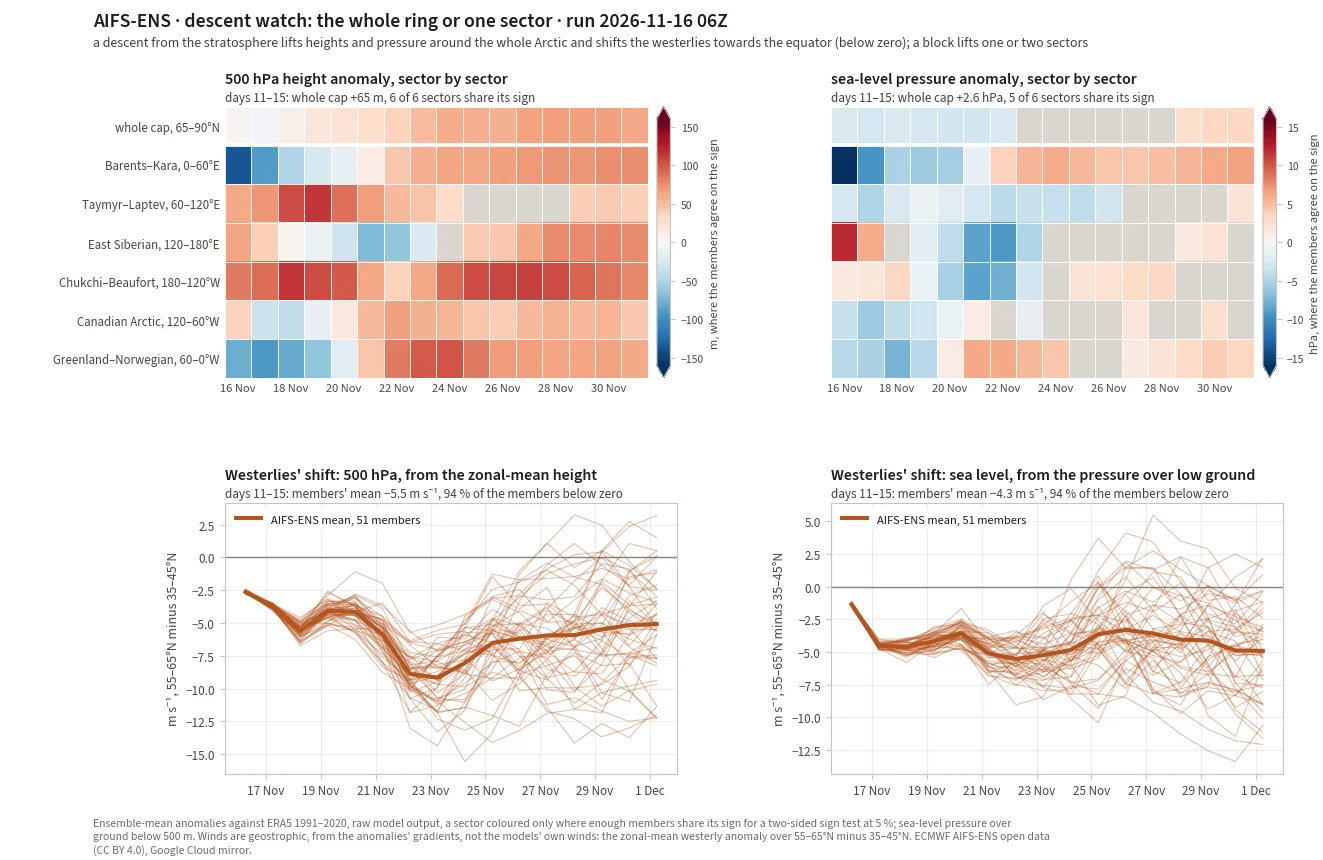 AIFS-ENS · descent watch: the whole ring or one sector · run 2026-11-16 06Z
a descent from the stratosphere lifts heights and pressure around the whole Arctic and shifts the westerlies towards the equator (below zero); a block lifts one or two sectors
500 hPa height anomaly, sector by sector
days 11–15: whole cap +65 m, 6 of 6 sectors share its sign
whole cap, 65–90°N
Barents–Kara, 0–60°E
Taymyr–Laptev, 60–120°E
East Siberian, 120–180°E
Chukchi–Beaufort, 180–120°W
Canadian Arctic, 120–60°W
Greenland–Norwegian, 60–0°W
16 Nov 18 Nov 20 Nov 22 Nov 24 Nov 26 Nov 28 Nov 30 Nov
150
100
50
0
−50
−100
−150
m, where the members agree on the sign
sea-level pressure anomaly, sector by sector
days 11–15: whole cap +2.6 hPa, 5 of 6 sectors share its sign
16 Nov 18 Nov 20 Nov 22 Nov 24 Nov 26 Nov 28 Nov 30 Nov
15
10
5
0
−5
−10
−15
hPa, where the members agree on the sign
Westerlies' shift: 500 hPa, from the zonal-mean height
days 11–15: members' mean −5.5 m s⁻¹, 94 % of the members below zero
AIFS-ENS mean, 51 members
m s⁻¹, 55–65°N minus 35–45°N
2.5
0.0
−2.5
−5.0
−7.5
−10.0
−12.5
−15.0
17 Nov 19 Nov 21 Nov 23 Nov 25 Nov 27 Nov 29 Nov 1 Dec
Westerlies' shift: sea level, from the pressure over low ground
days 11–15: members' mean −4.3 m s⁻¹, 94 % of the members below zero
AIFS-ENS mean, 51 members
m s⁻¹, 55–65°N minus 35–45°N
5.0
2.5
0.0
−2.5
−5.0
−7.5
−10.0
−12.5
17 Nov 19 Nov 21 Nov 23 Nov 25 Nov 27 Nov 29 Nov 1 Dec
Ensemble-mean anomalies against ERA5 1991–2020, raw model output, a sector coloured only where enough members share its sign for a two-sided sign test at 5 %; sea-level pressure over
ground below 500 m. Winds are geostrophic, from the anomalies' gradients, not the models' own winds: the zonal-mean westerly anomaly over 55–65°N minus 35–45°N. ECMWF AIFS-ENS open data
(CC BY 4.0), Google Cloud mirror.